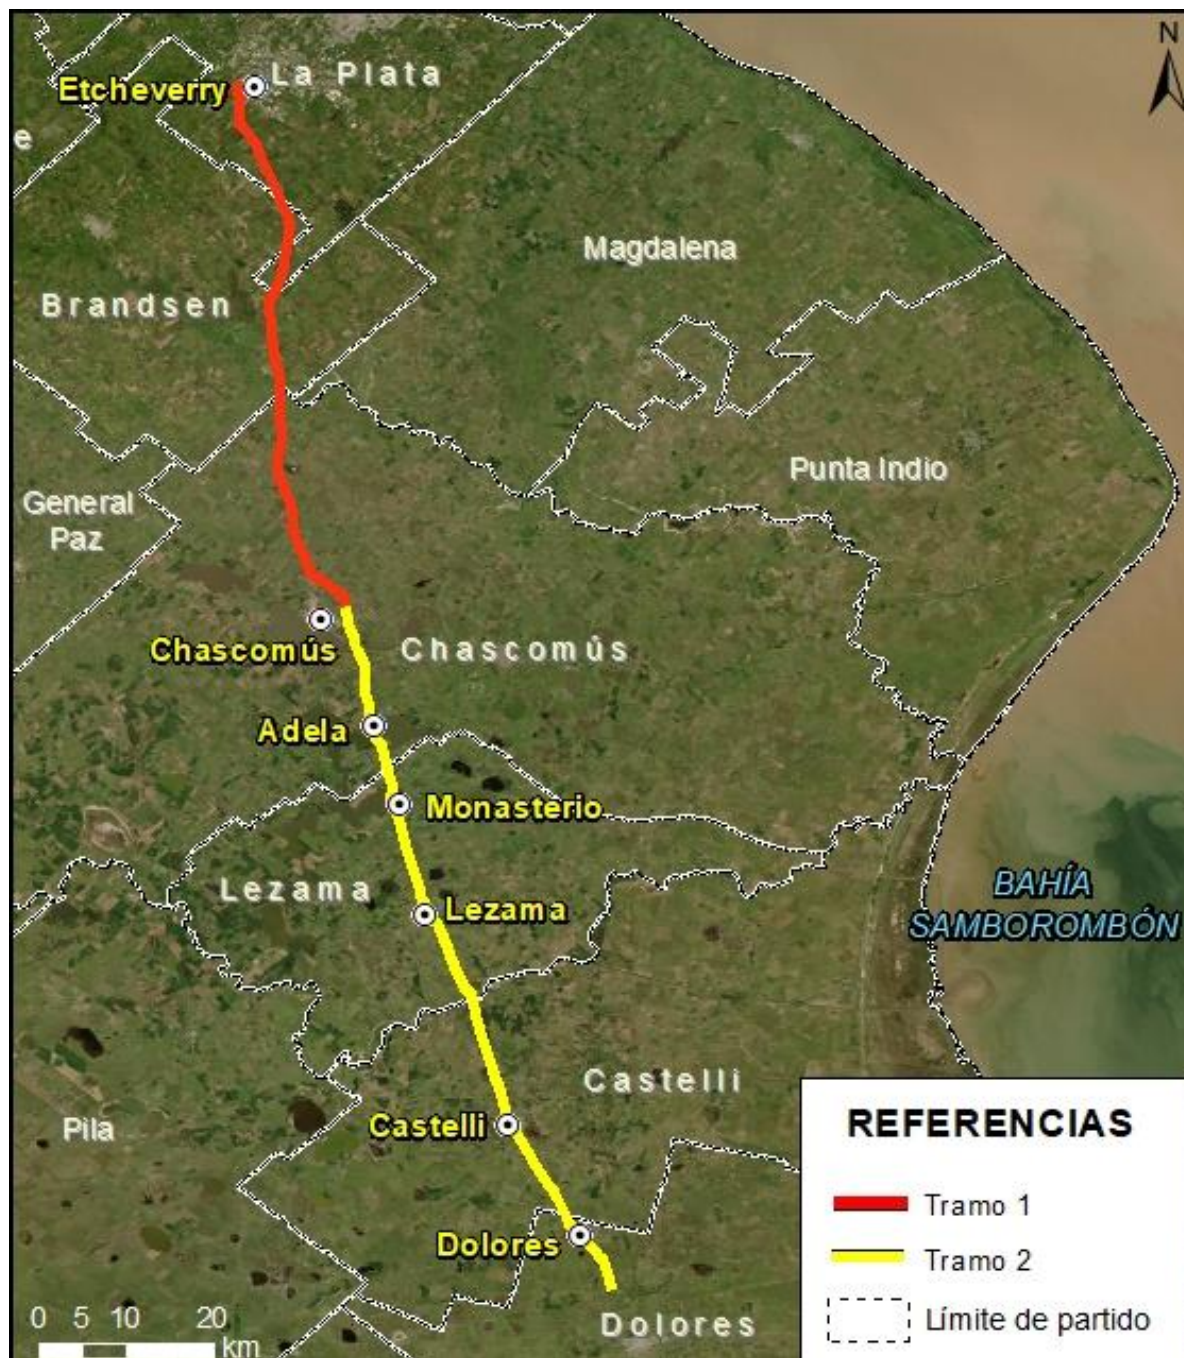 N
La Plata
Etcheverry
e
Magdalena
Brandsen
Punta Indio
General
Paz
Chascomús
Chascomús
Adela
Monasterio
Lezama
Lezama
BAHÍA
SAMBOROMBÓN
Castelli
Pila
Castelli
Dolores
Dolores
REFERENCIAS
Tramo 1
Tramo 2
Límite de partido
0 5 10 20
km
e